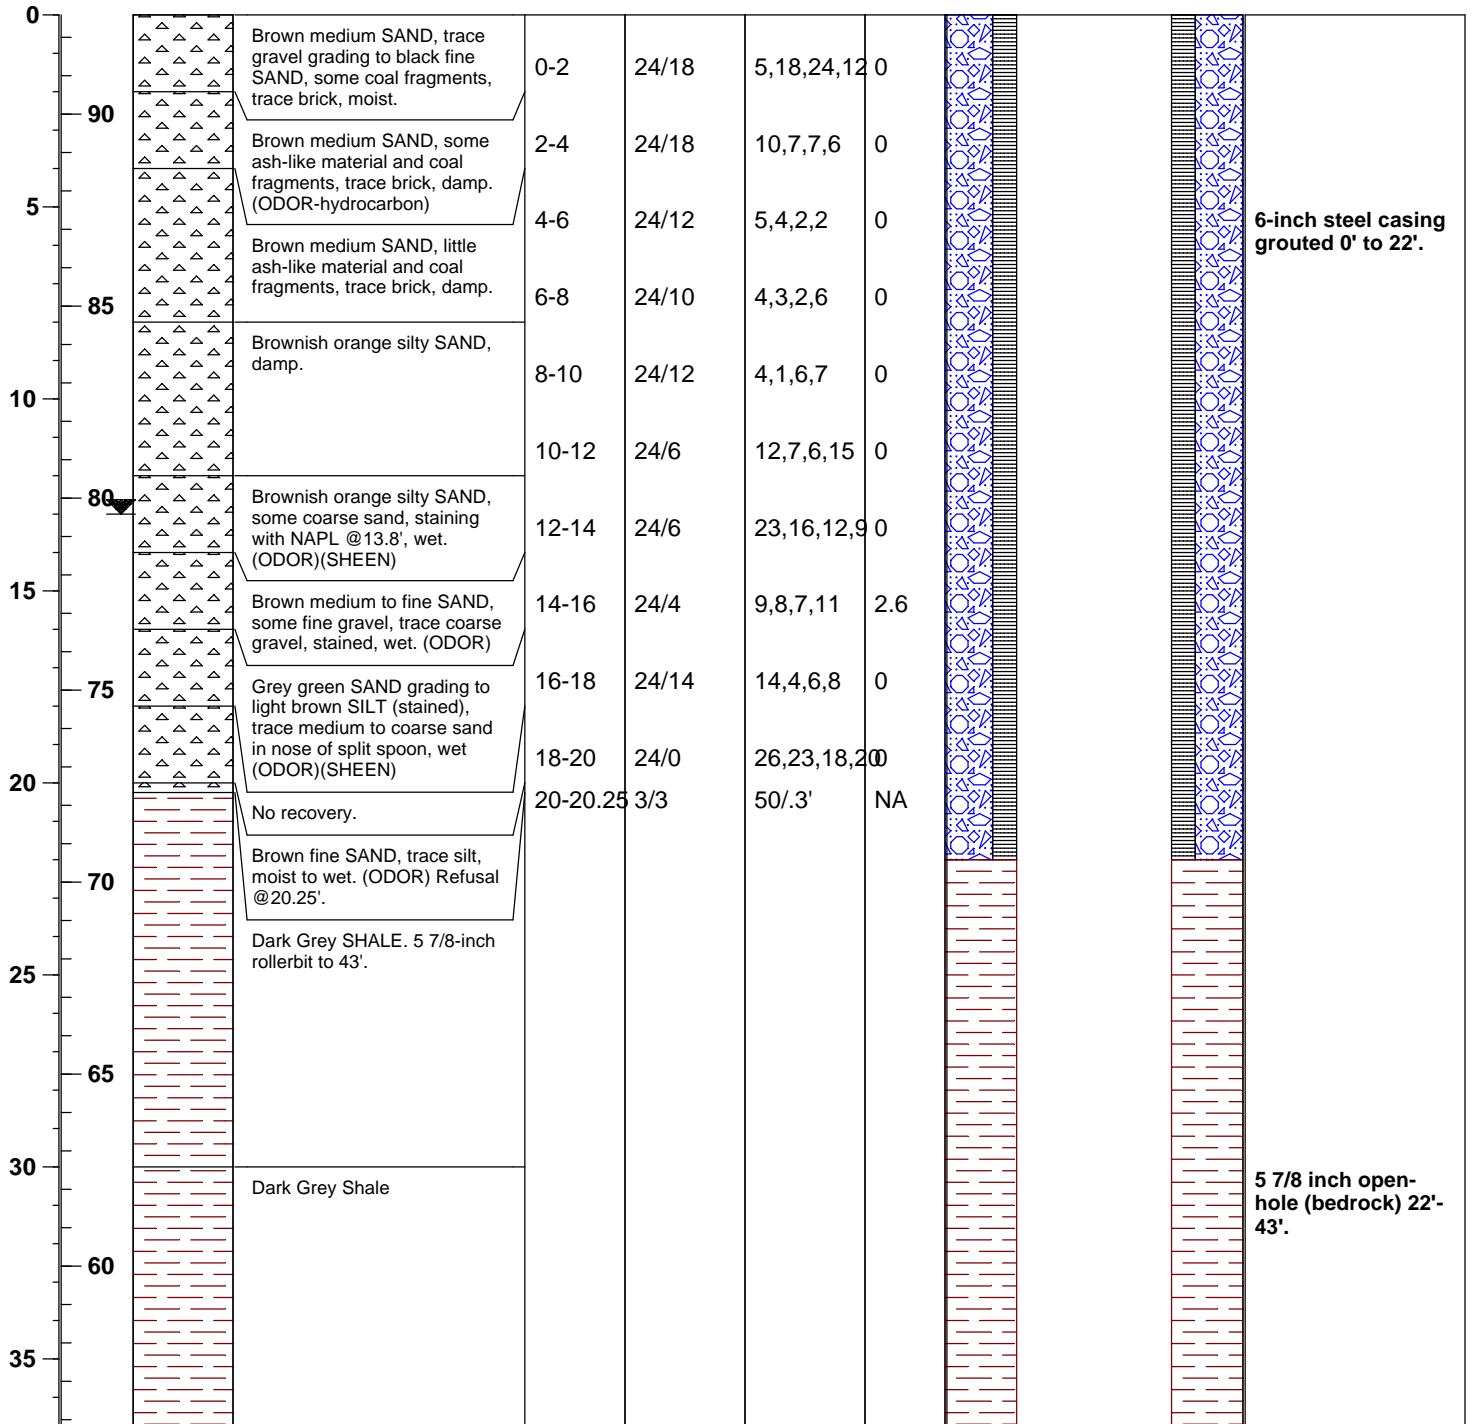 0
Brown medium SAND, trace
gravel grading to black fine
SAND, some coal fragments,
trace brick, moist.
0-2 24/18 5,18,24,12 0
90
Brown medium SAND, some
ash-like material and coal
fragments, trace brick, damp.
(ODOR-hydrocarbon)
2-4 24/18 10,7,7,6 0
5
4-6 24/12 5,4,2,2 0
6-inch steel casing
grouted 0' to 22'.
Brown medium SAND, little
ash-like material and coal
fragments, trace brick, damp.
6-8 24/10 4,3,2,6 0
85
Brownish orange silty SAND,
damp.
8-10 24/12 4,1,6,7 0
10
10-12 24/6 12,7,6,15 0
80
Brownish orange silty SAND,
some coarse sand, staining
with NAPL @13.8', wet.
(ODOR)(SHEEN)
12-14 24/6 23,16,12,9 0
15
Brown medium to fine SAND,
some fine gravel, trace coarse
gravel, stained, wet. (ODOR)
14-16 24/4 9,8,7,11 2.6
75
Grey green SAND grading to
light brown SILT (stained),
trace medium to coarse sand
in nose of split spoon, wet
(ODOR)(SHEEN)
16-18 24/14 14,4,6,8 0
18-20 24/0 26,23,18,20 0
20
No recovery.
20-20.25 3/3 50/.3' NA
Brown fine SAND, trace silt,
moist to wet. (ODOR) Refusal
@20.25'.
70
Dark Grey SHALE. 5 7/8-inch
rollerbit to 43'.
25
65
30
Dark Grey Shale
5 7/8 inch open-
hole (bedrock) 22'-
43'.
60
35